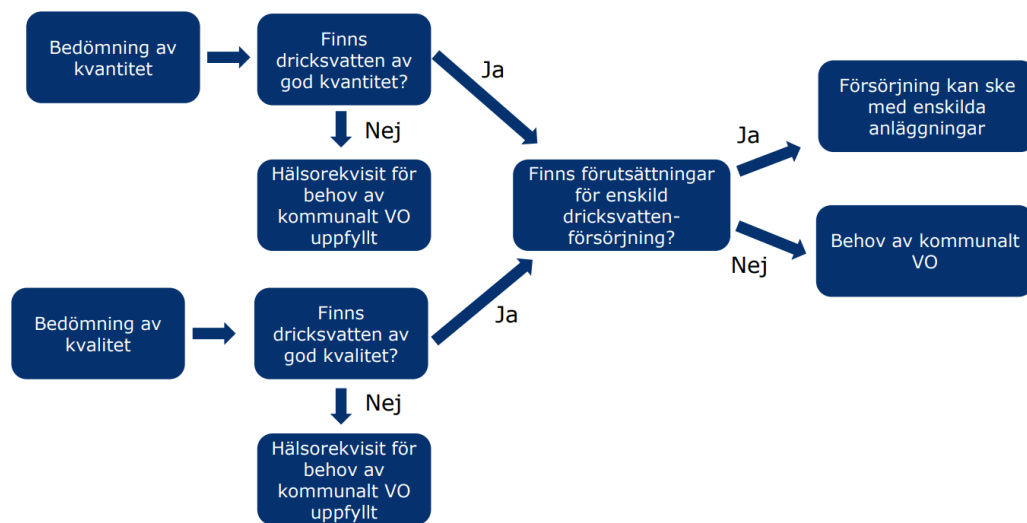 Bedömning av
kvantitet
Finns
dricksvatten av
god kvantitet?
Ja
Nej
Hälsorekvisit för
behov av
kommunalt VO
uppfyllt
Finns förutsättningar
för enskild
dricksvatten-
försörjning?
Ja
Försörjning kan ske
med enskilda
anläggningar
Nej
Behov av kommunalt
VO
Bedömning av
kvalitet
Finns
dricksvatten av
god kvalitet?
Ja
Nej
Hälsorekvisit för
behov av
kommunalt VO
uppfyllt